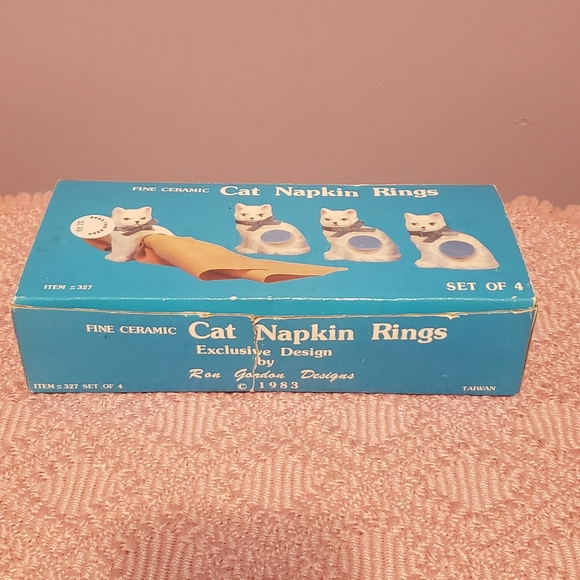 FINE CERAMIC Cat Napkin Rings
ITEM #327
SET OF 4
FINE CERAMIC Cat Napkin Rings
Exclusive Design
by
Ron Gordon Designs
© 1983
ITEM #327 SET OF 4
TAIWAN